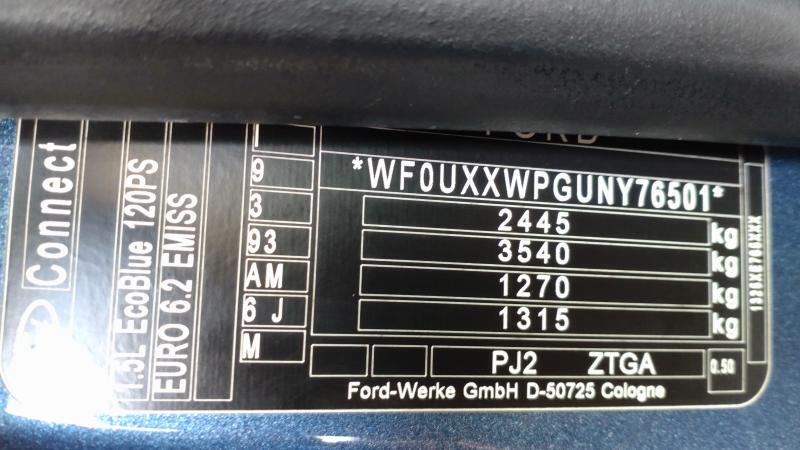 FORD
*WF0UXXWPGUNY76501*
2445 kg
3540 kg
1270 kg
1315 kg
PJ2 ZTGA 0.50
Ford-Werke GmbH D-50725 Cologne
9
3
93
AM
6 J
M
EURO 6.2 EMISS
1.5L EcoBlue 120PS
Connect